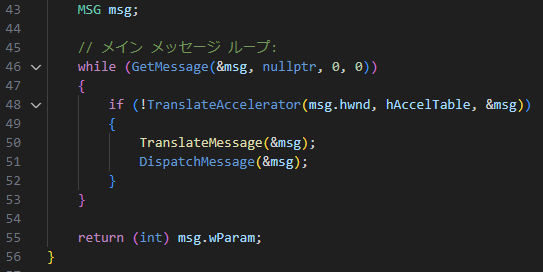 43 MSG msg;
44
45 // メイン メッセージ ループ:
46 while (GetMessage(&msg, nullptr, 0, 0))
47 {
48 if (!TranslateAccelerator(msg.hwnd, hAccelTable, &msg))
49 {
50 TranslateMessage(&msg);
51 DispatchMessage(&msg);
52 }
53 }
54
55 return (int) msg.wParam;
56 }